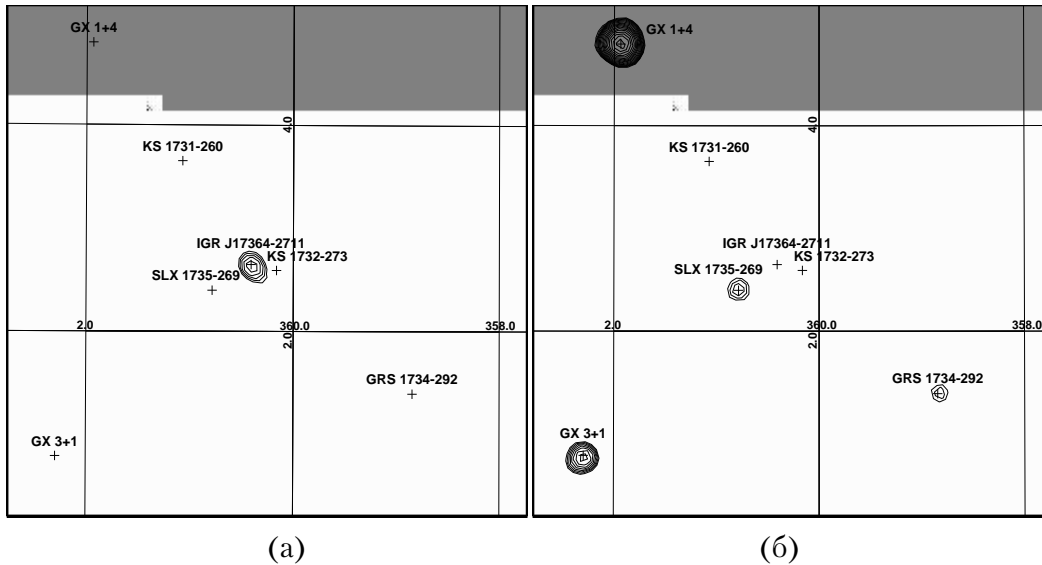 GX 1+4
4.0
KS 1731-260
IGR J17364-2711
KS 1732-273
SLX 1735-269
2.0 360.0 358.0
2.0
GRS 1734-292
GX 3+1
(а)
GX 1+4
4.0
KS 1731-260
IGR J17364-2711
KS 1732-273
SLX 1735-269
2.0 360.0 358.0
2.0
GRS 1734-292
GX 3+1
(б)